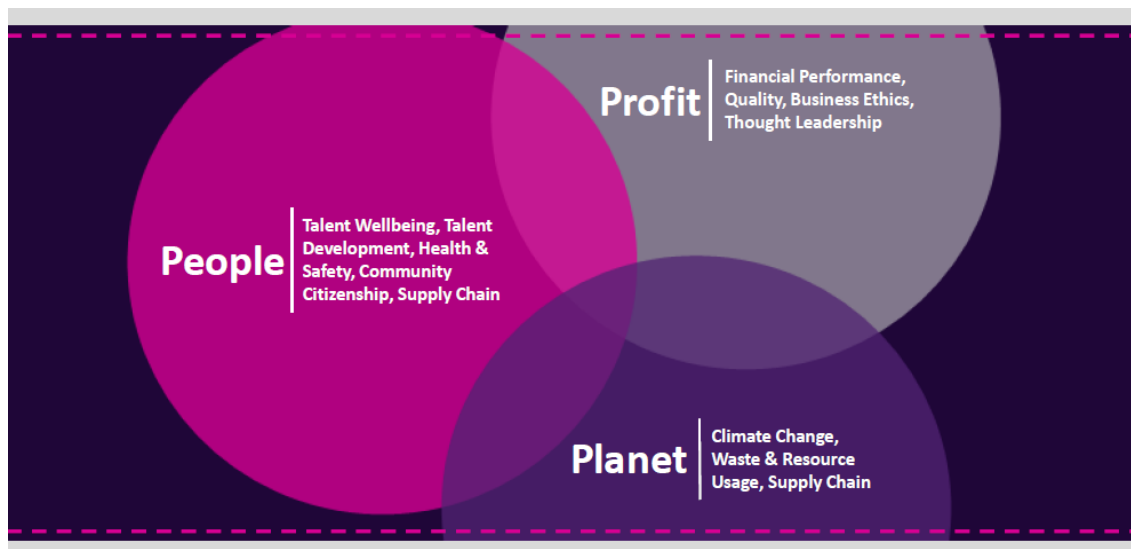 Profit
Financial Performance,
Quality, Business Ethics,
Thought Leadership
People
Talent Wellbeing, Talent
Development, Health &
Safety, Community
Citizenship, Supply Chain
Planet
Climate Change,
Waste & Resource
Usage, Supply Chain